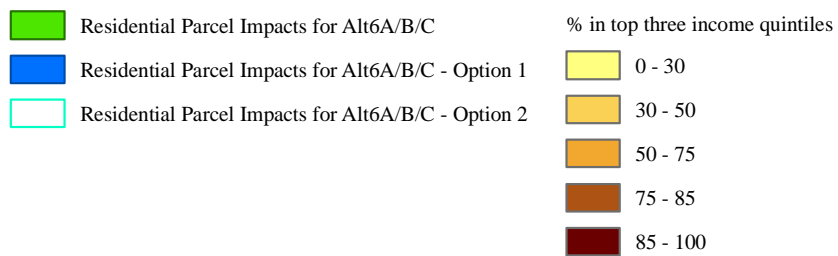 Residential Parcel Impacts for Alt6A/B/C
Residential Parcel Impacts for Alt6A/B/C - Option 1
Residential Parcel Impacts for Alt6A/B/C - Option 2
% in top three income quintiles
0 - 30
30 - 50
50 - 75
75 - 85
85 - 100